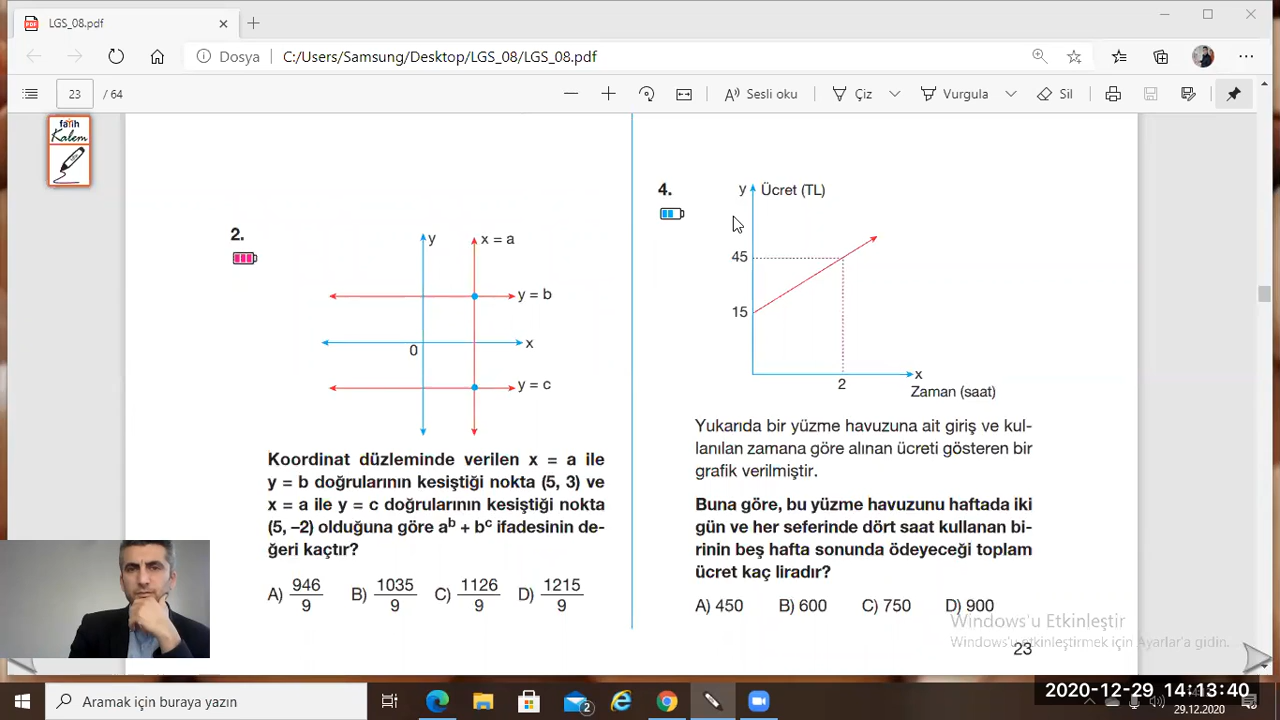 LGS_08.pdf
Dosya
C:/Users/Samsung/Desktop/LGS_08/LGS_08.pdf
23 / 64
Sesli oku
Çiz
Vurgula
Sil
fatih
Kalem
2.
y
x = a
y = b
0
x
y = c
Koordinat düzleminde verilen x = a ile
y = b doğrularının kesiştiği nokta (5, 3) ve
x = a ile y = c doğrularının kesiştiği nokta
(5, –2) olduğuna göre aᵇ + bᶜ ifadesinin de-
ğeri kaçtır?
A) 946/9 B) 1035/9 C) 1126/9 D) 1215/9
4.
y Ücret (TL)
45
15
x
2
Zaman (saat)
Yukarıda bir yüzme havuzuna ait giriş ve kul-
lanılan zamana göre alınan ücreti gösteren bir
grafik verilmiştir.
Buna göre, bu yüzme havuzunu haftada iki
gün ve her seferinde dört saat kullanan bi-
rinin beş hafta sonunda ödeyeceği toplam
ücret kaç liradır?
A) 450 B) 600 C) 750 D) 900
Windows'u Etkinleştir
Windows'u etkinleştirmek için Ayarlar'a gidin.
23
Aramak için buraya yazın
2
2020-12-29 14:13:40
29.12.2020